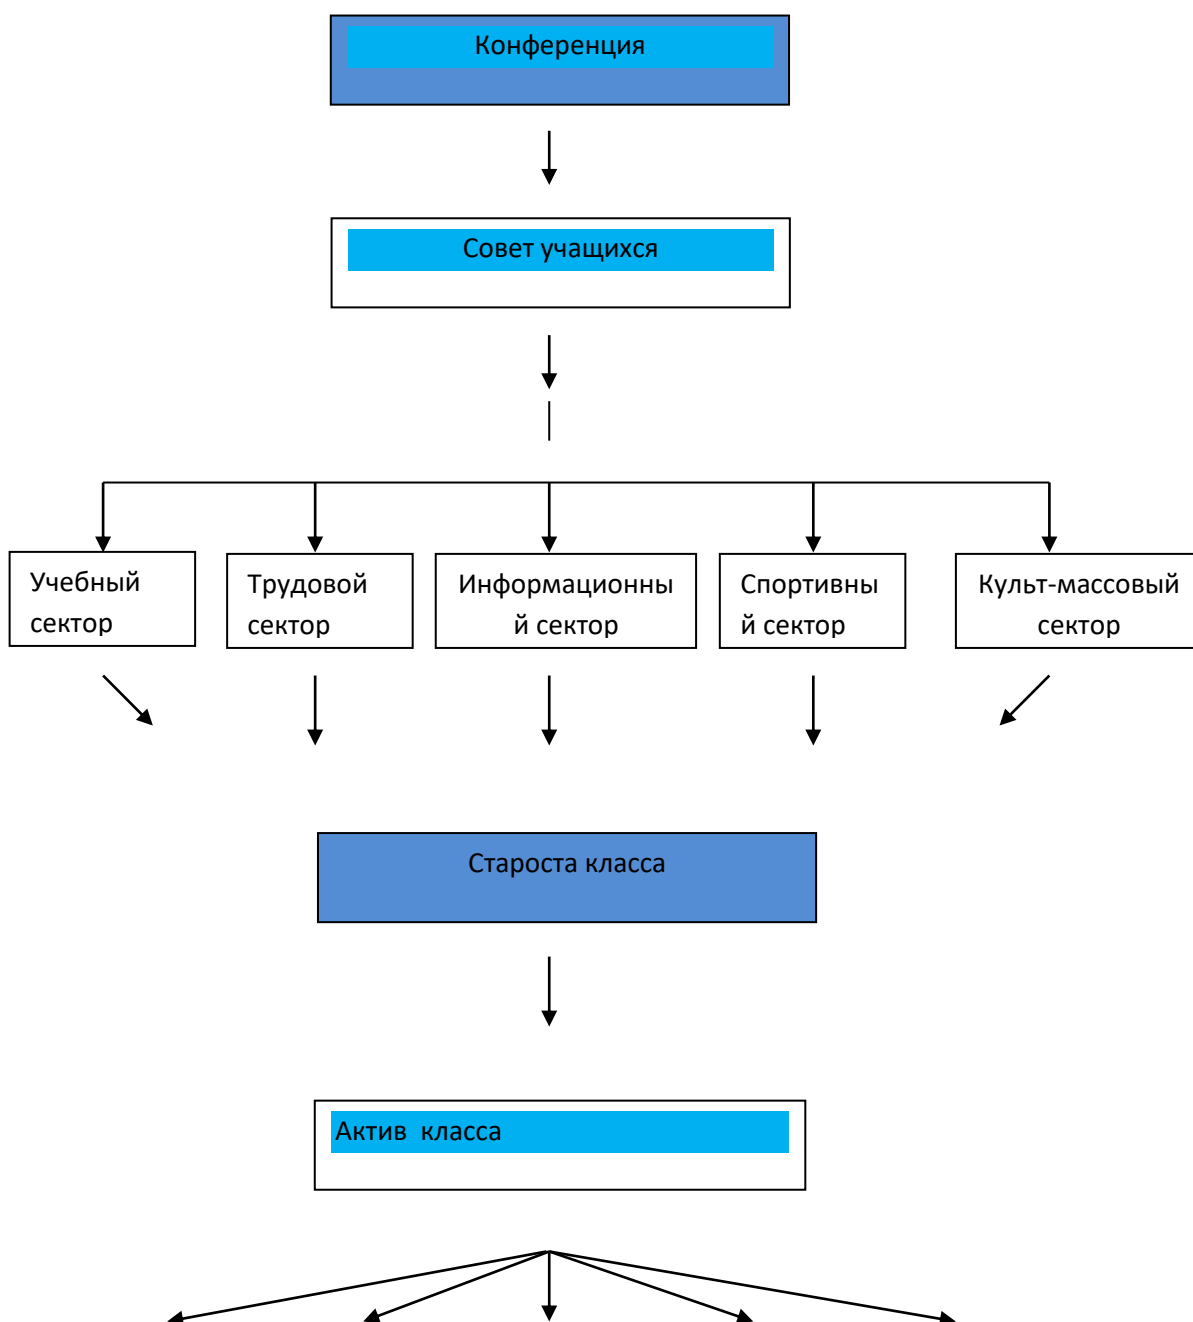 Конференция
Совет учащихся
Учебный
сектор
Трудовой
сектор
Информационны
й сектор
Спортивны
й сектор
Культ-массовый
сектор
Староста класса
Актив  класса